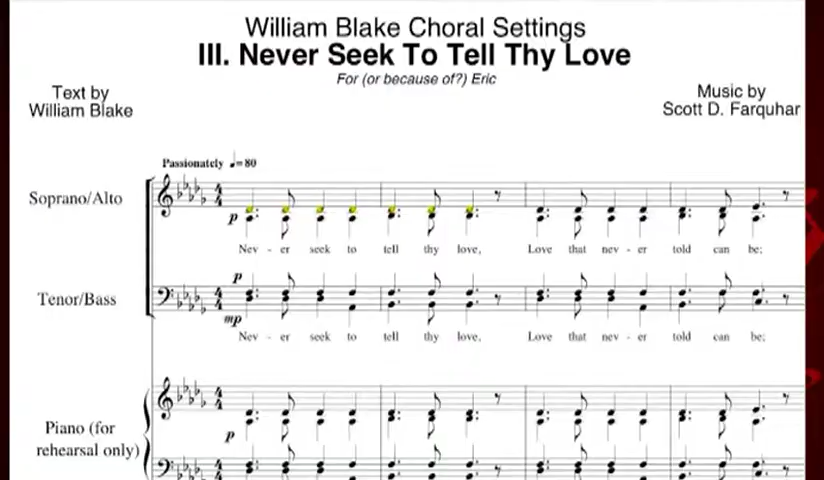 William Blake Choral Settings
III. Never Seek To Tell Thy Love
For (or because of?) Eric
Text by
William Blake
Music by
Scott D. Farquhar
Passionately ♩=80
Soprano/Alto
p
Nev - er seek to tell thy love, Love that nev - er told can be;
p
Tenor/Bass
mp
Nev - er seek to tell thy love, Love that nev - er told can be;
Piano (for
rehearsal only)
p